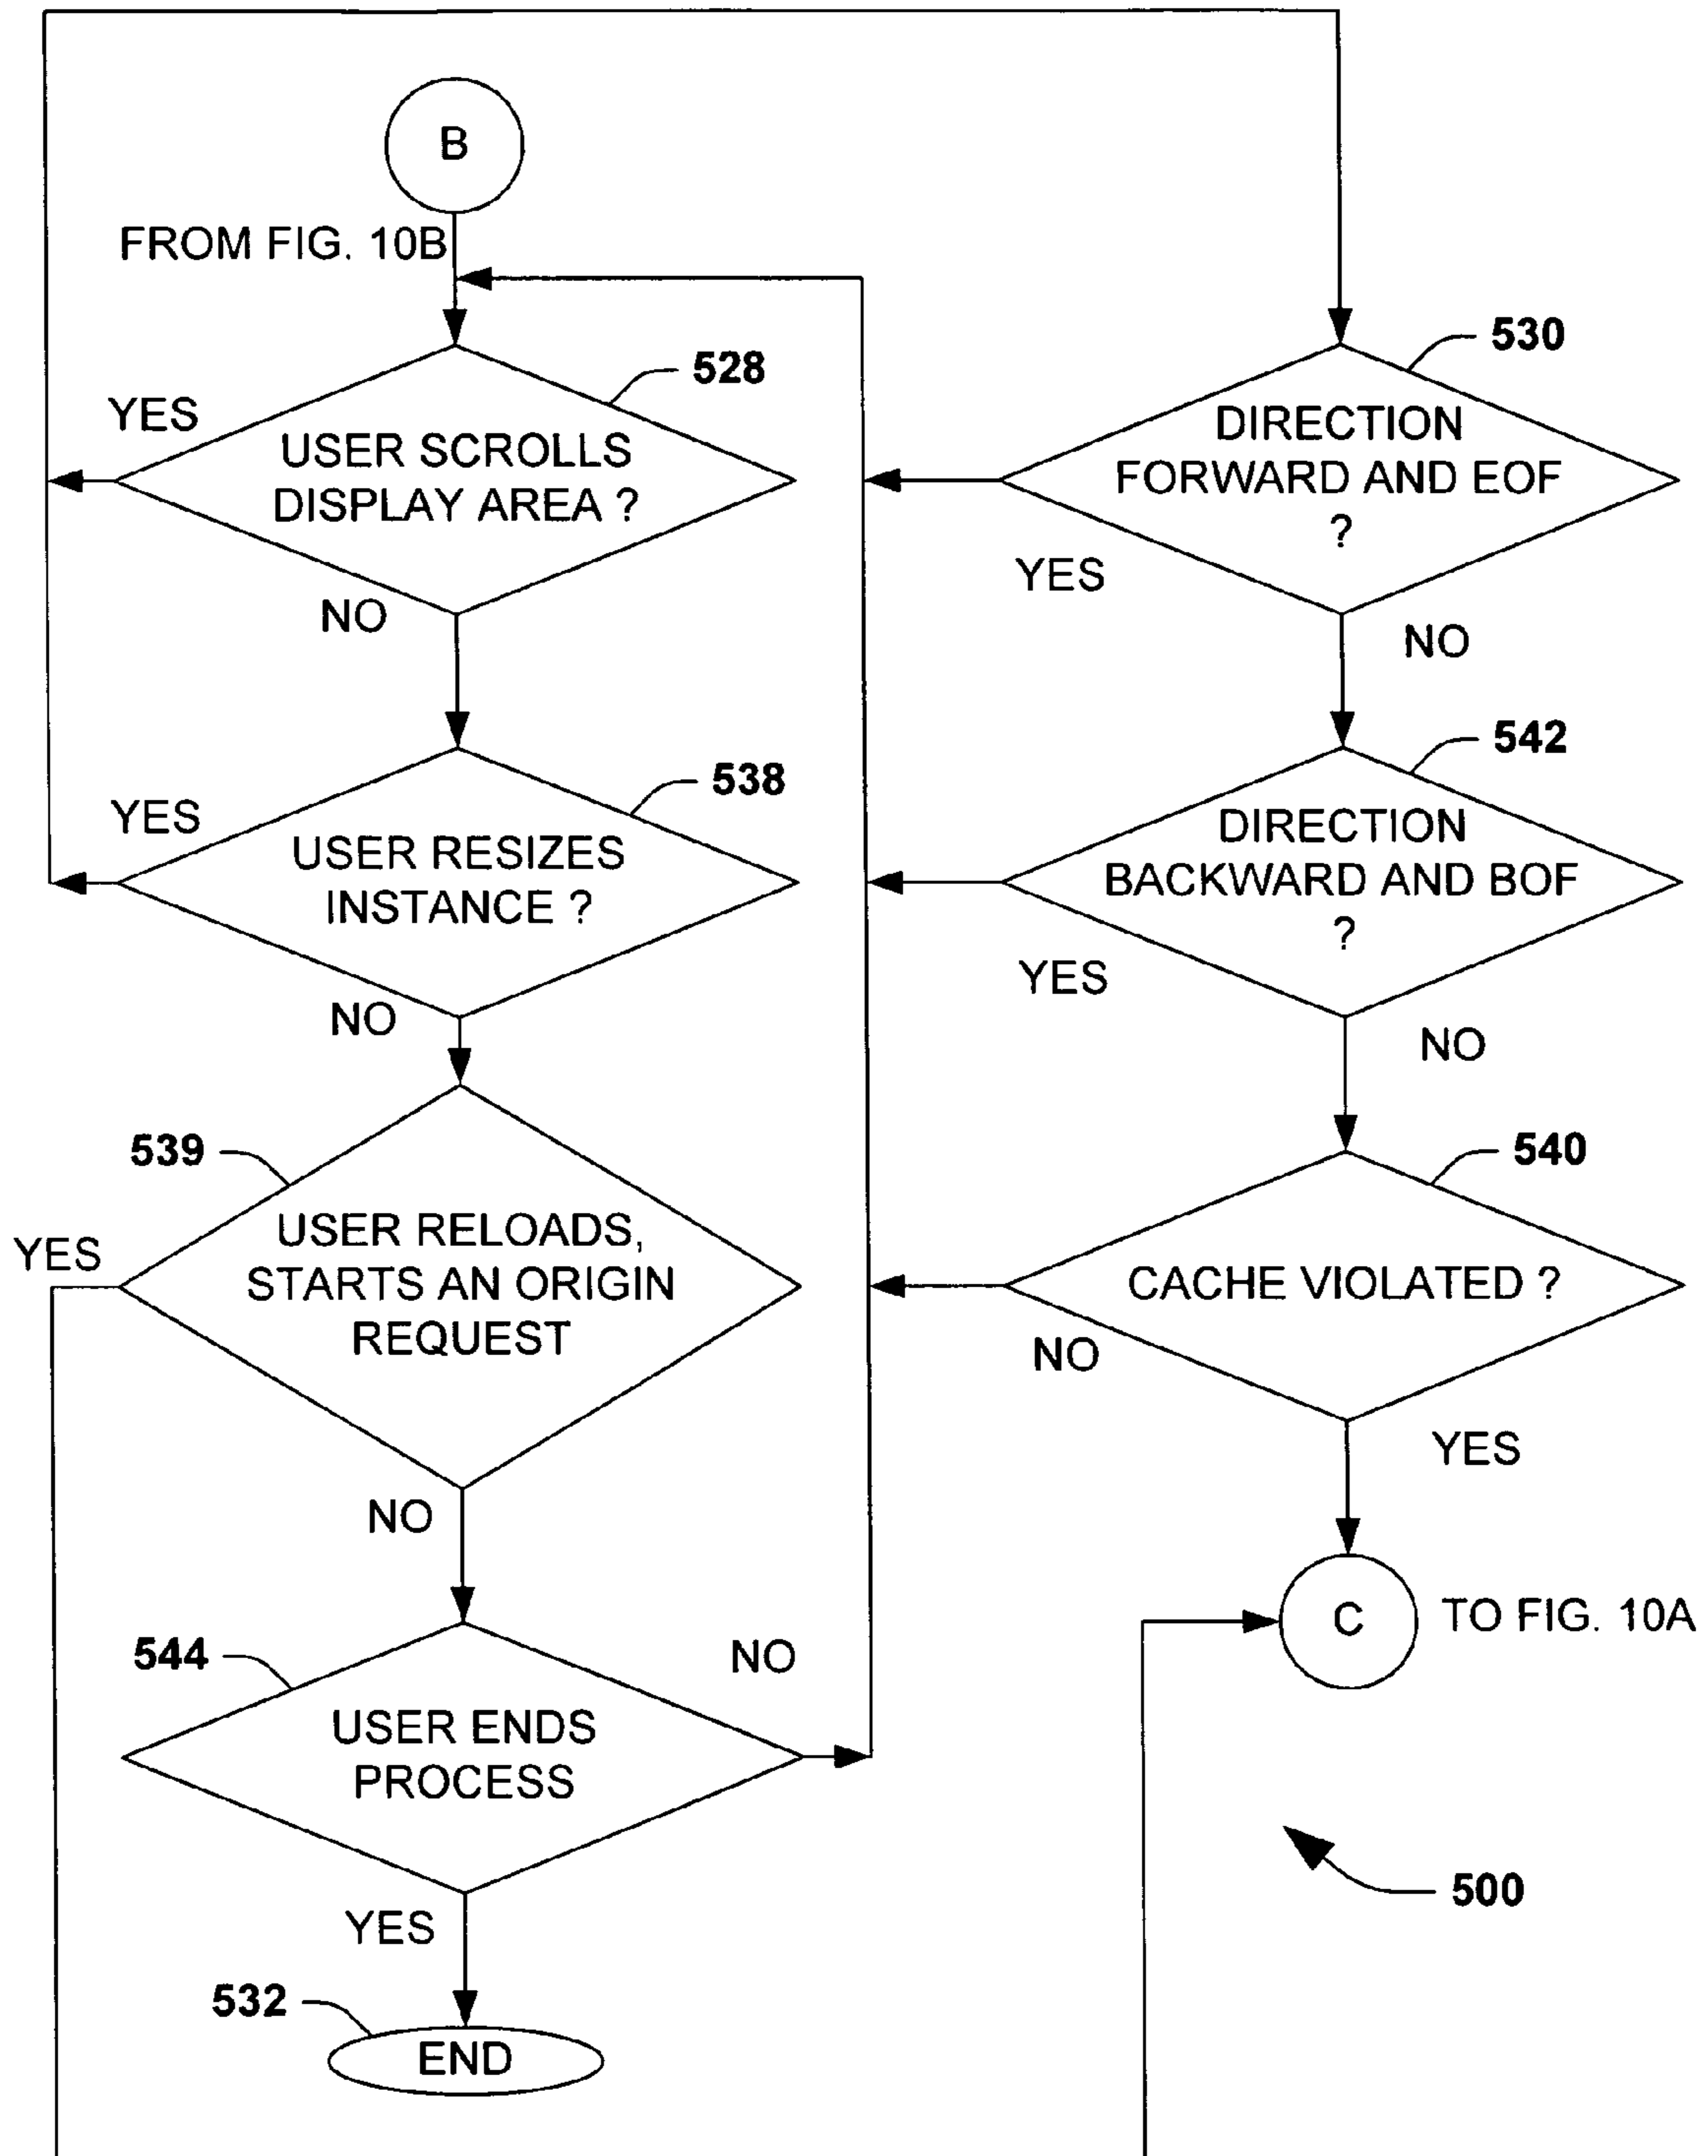 B
FROM FIG. 10B
528
YES
USER SCROLLS
DISPLAY AREA ?
NO
538
YES
USER RESIZES
INSTANCE ?
NO
539
YES
USER RELOADS,
STARTS AN ORIGIN
REQUEST
NO
544
NO
USER ENDS
PROCESS
YES
532
END
530
DIRECTION
FORWARD AND EOF
?
YES
NO
542
DIRECTION
BACKWARD AND BOF
?
YES
NO
540
CACHE VIOLATED ?
NO
YES
C
TO FIG. 10A
500